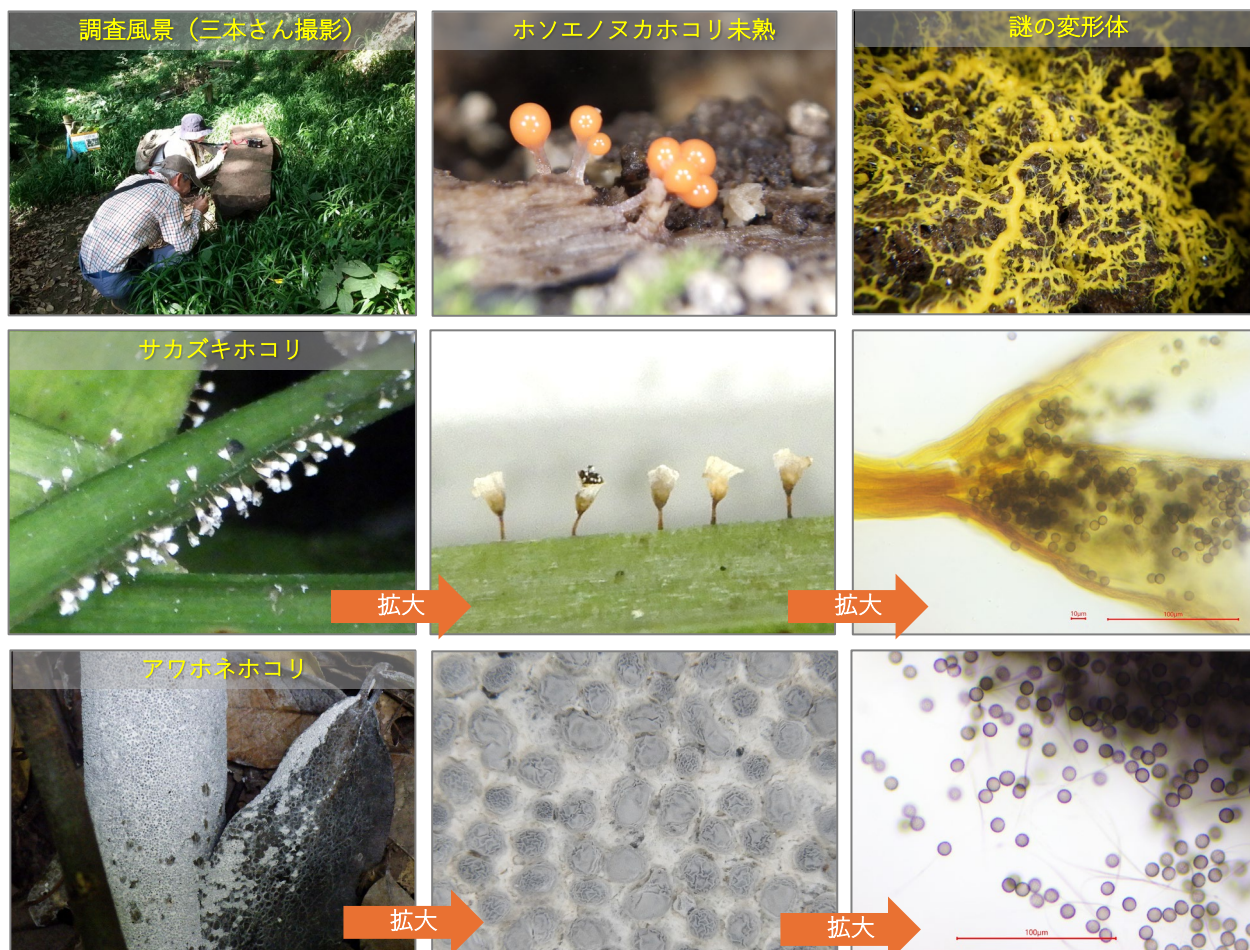 調査風景（三本さん撮影）
ホソエノヌカホコリ未熟
謎の変形体
サカズキホコリ
拡大
拡大
10μm
100μm
アワホネホコリ
拡大
拡大
100μm